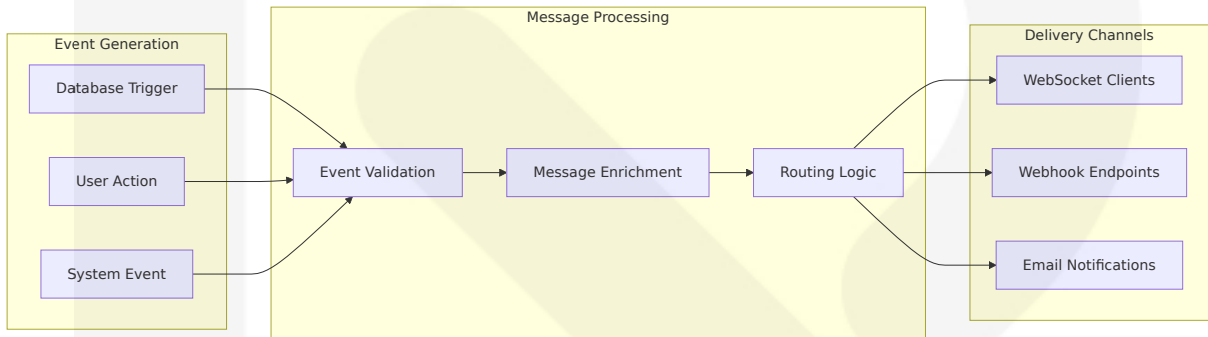 Message Processing
Event Generation
Delivery Channels
Database Trigger
WebSocket Clients
User Action
Event Validation
Message Enrichment
Routing Logic
Webhook Endpoints
System Event
Email Notifications